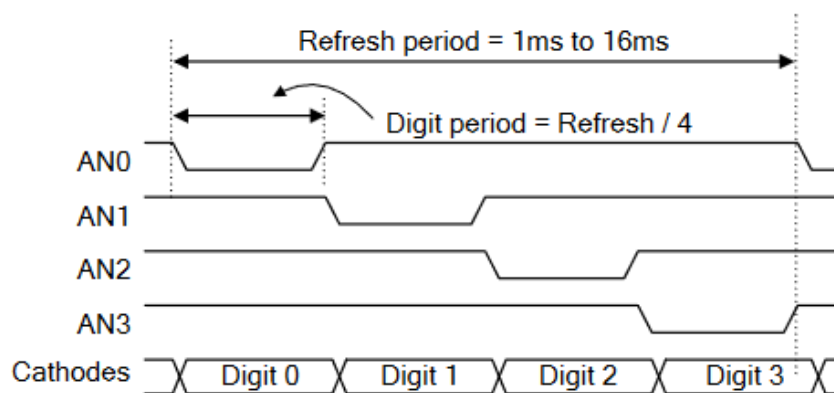 Refresh period = 1ms to 16ms
Digit period = Refresh / 4
AN0
AN1
AN2
AN3
Cathodes Digit 0 Digit 1 Digit 2 Digit 3